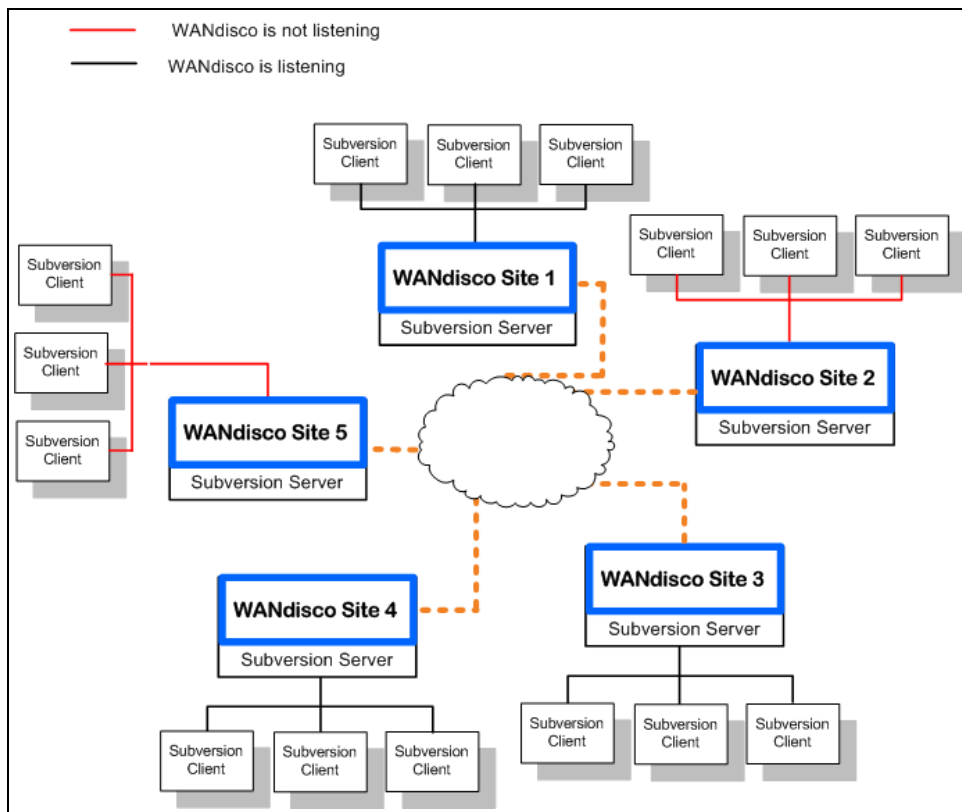 WANdisco is not listening
WANdisco is listening
Subversion
Client
Subversion
Client
Subversion
Client
WANdisco Site 1
Subversion Server
Subversion
Client
Subversion
Client
Subversion
Client
WANdisco Site 2
Subversion Server
Subversion
Client
Subversion
Client
Subversion
Client
WANdisco Site 5
Subversion Server
WANdisco Site 3
Subversion Server
Subversion
Client
Subversion
Client
Subversion
Client
WANdisco Site 4
Subversion Server
Subversion
Client
Subversion
Client
Subversion
Client